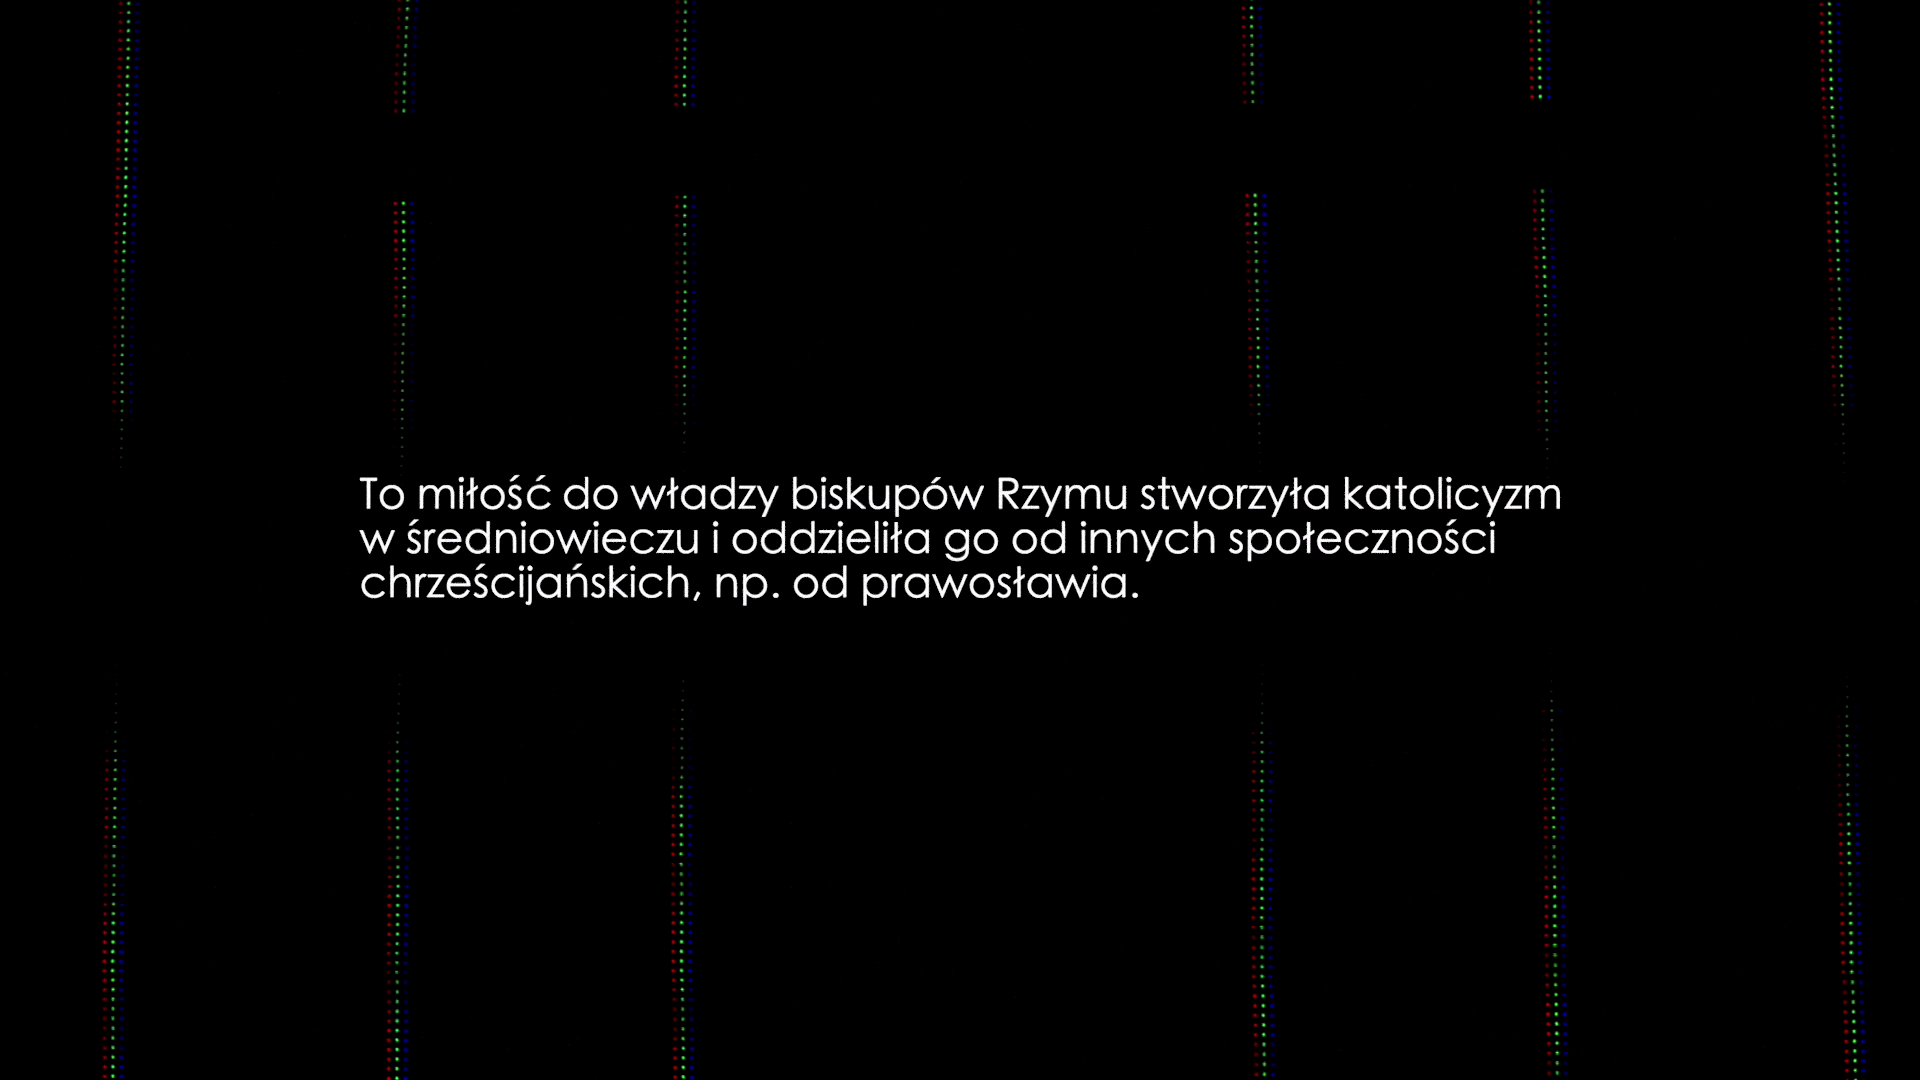 To miłość do władzy biskupów Rzymu stworzyła katolicyzm
w średniowieczu i oddzieliła go od innych społeczności
chrześcijańskich, np. od prawosławia.